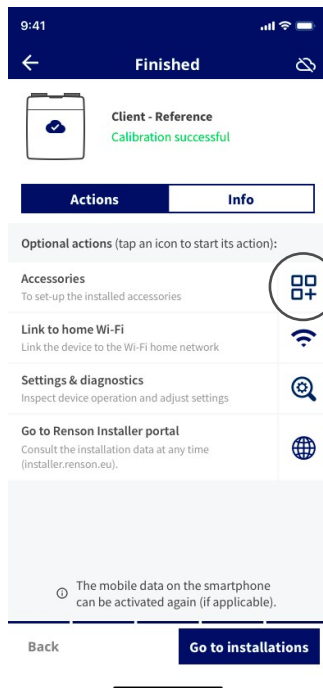 9:41
Finished
Client - Reference
Calibration successful
Actions
Info
Optional actions (tap an icon to start its action):
Accessories
To set-up the installed accessories
Link to home Wi-Fi
Link the device to the Wi-Fi home network
Settings & diagnostics
Inspect device operation and adjust settings
Go to Renson Installer portal
Consult the installation data at any time
(installer.renson.eu).
The mobile data on the smartphone
can be activated again (if applicable).
Back
Go to installations